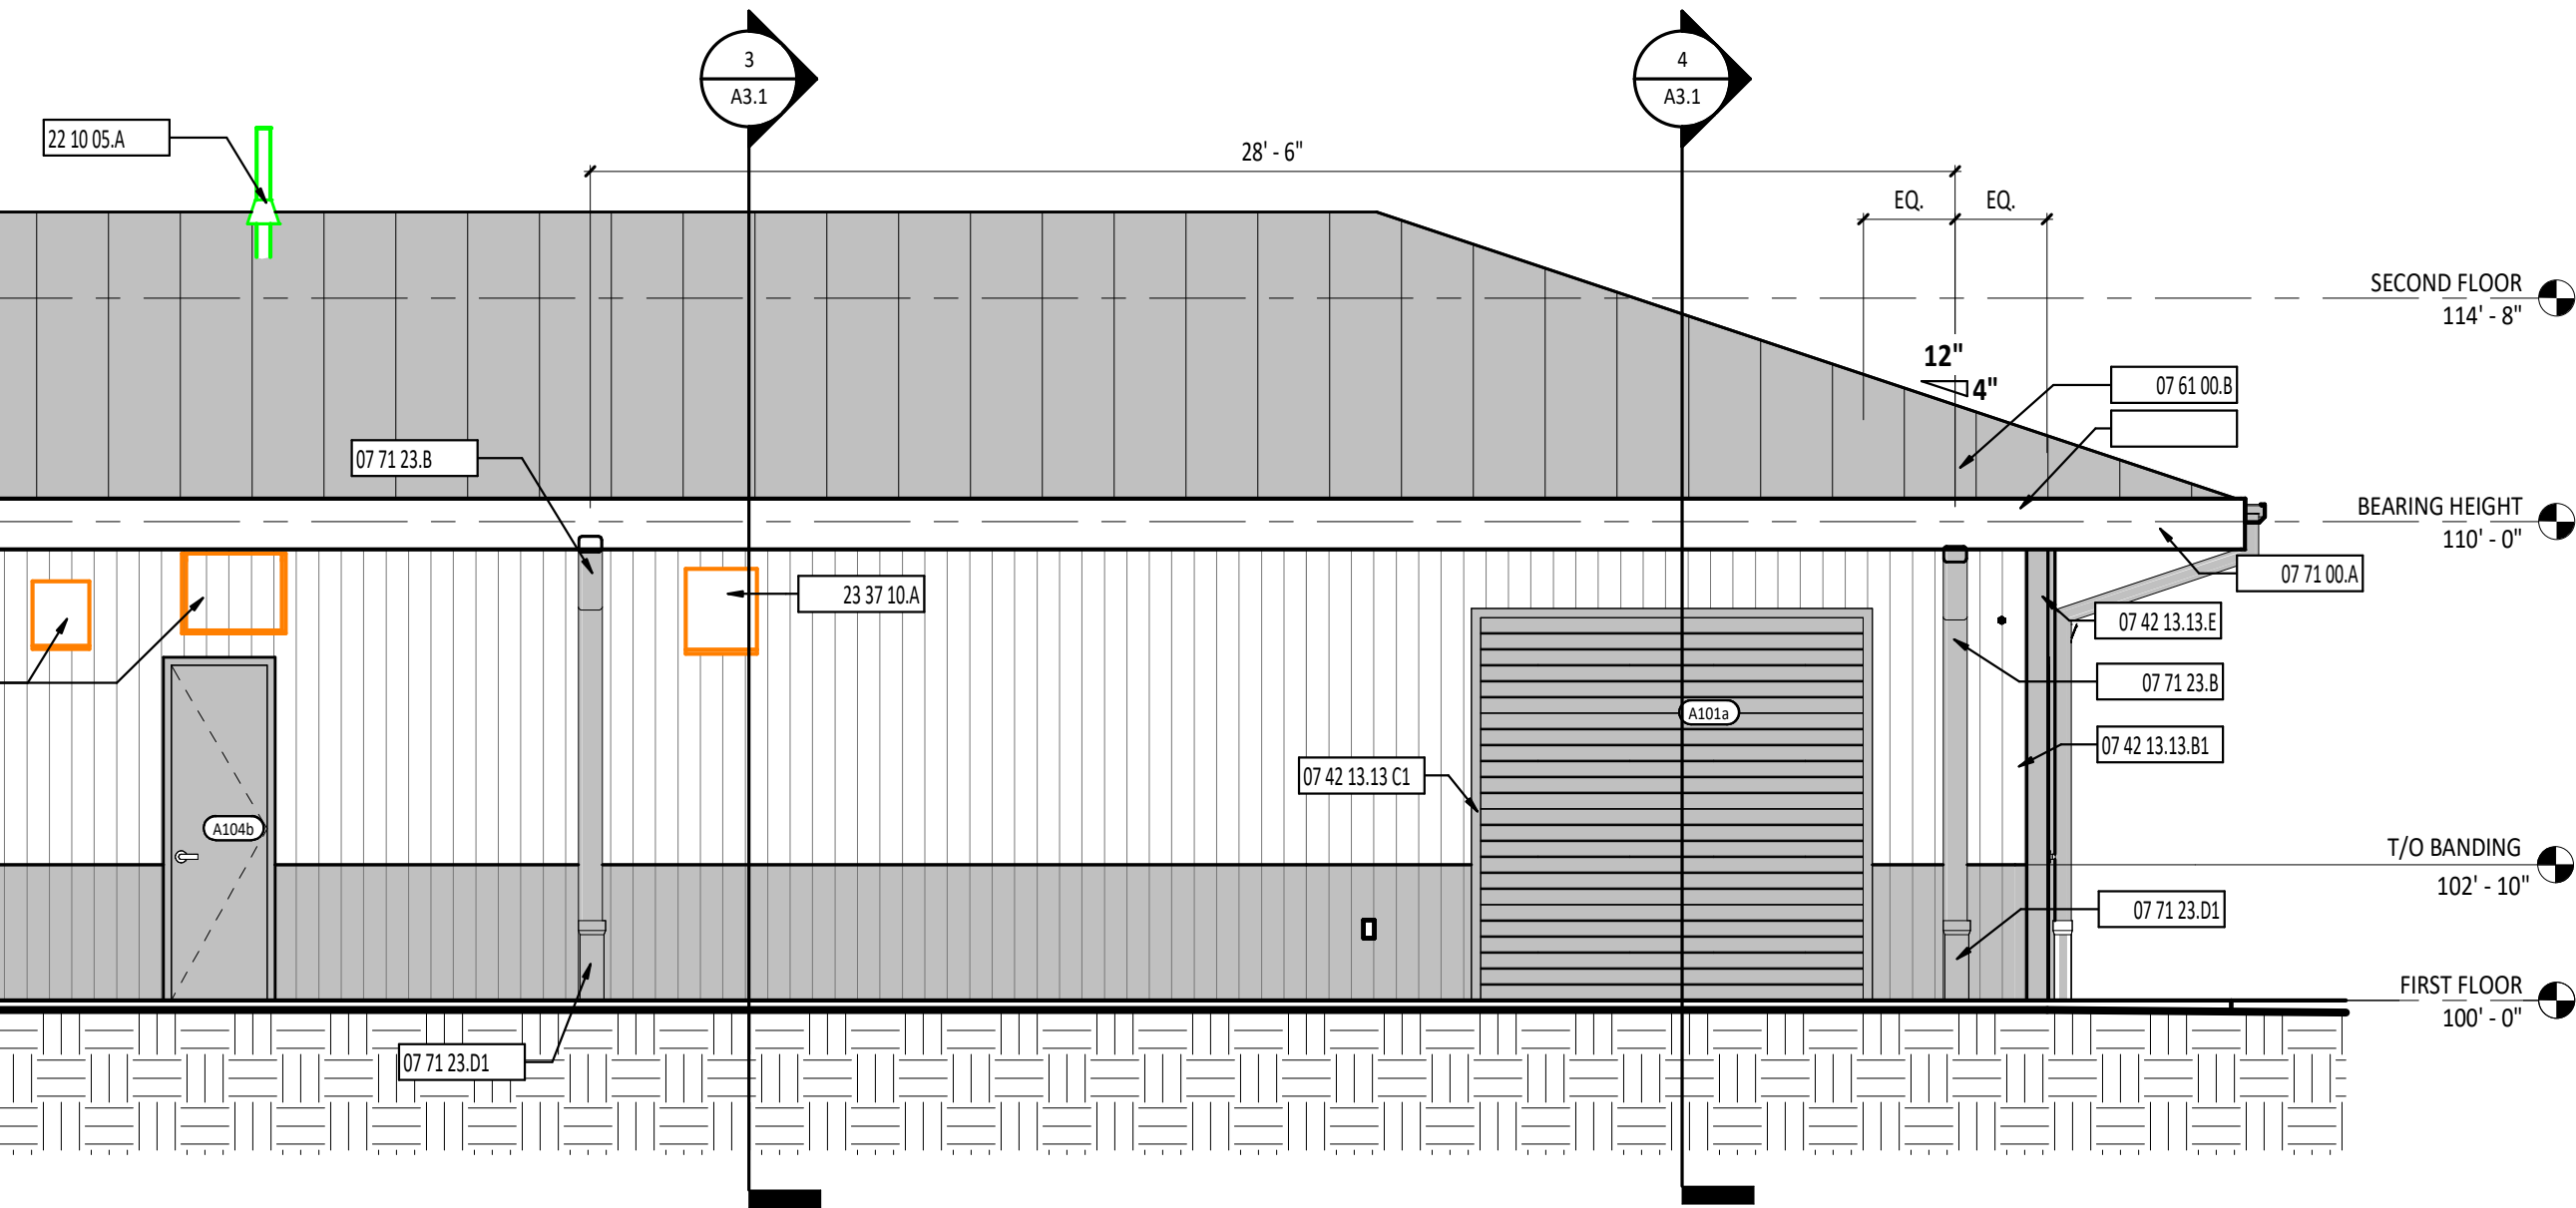 3
A3.1
4
A3.1
22 10 05.A
28' - 6"
EQ.
EQ.
SECOND FLOOR
114' - 8"
12"
4"
07 61 00.B
07 71 23.B
BEARING HEIGHT
110' - 0"
07 71 00.A
23 37 10.A
07 42 13.13.E
07 71 23.B
A101a
07 42 13.13.B1
07 42 13.13 C1
A104b
T/O BANDING
102' - 10"
07 71 23.D1
FIRST FLOOR
100' - 0"
07 71 23.D1